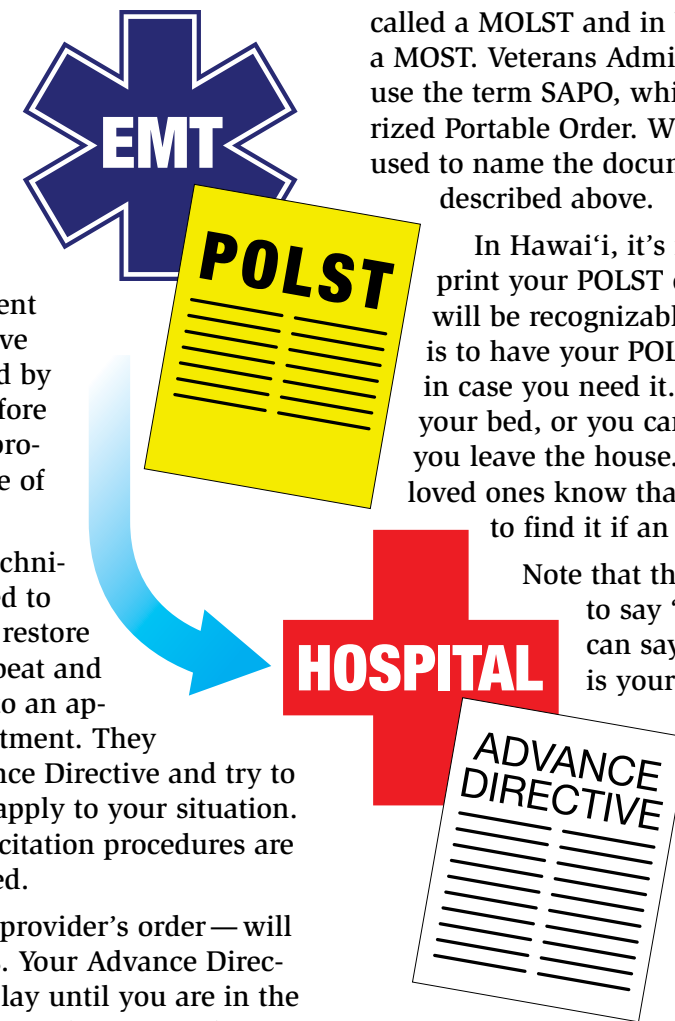 EMT
POLST
ent
ve
d by
fore
pro-
e of
chni-
ed to
restore
peat and
to an ap-
tment. They
nce Directive and try to
apply to your situation.
citation procedures are
ed.
provider’s order — will
s. Your Advance Direc-
lay until you are in the
called a MOLST and in
a MOST. Veterans Admi
use the term SAPO, whi
rized Portable Order. W
used to name the docum
described above.
In Hawai‘i, it’s
print your POLST
will be recognizabl
is to have your POL
in case you need it.
your bed, or you car
you leave the house.
loved ones know tha
to find it if an
Note that th
to say “
can say
is your
HOSPITAL
ADVANCE
DIRECTIVE